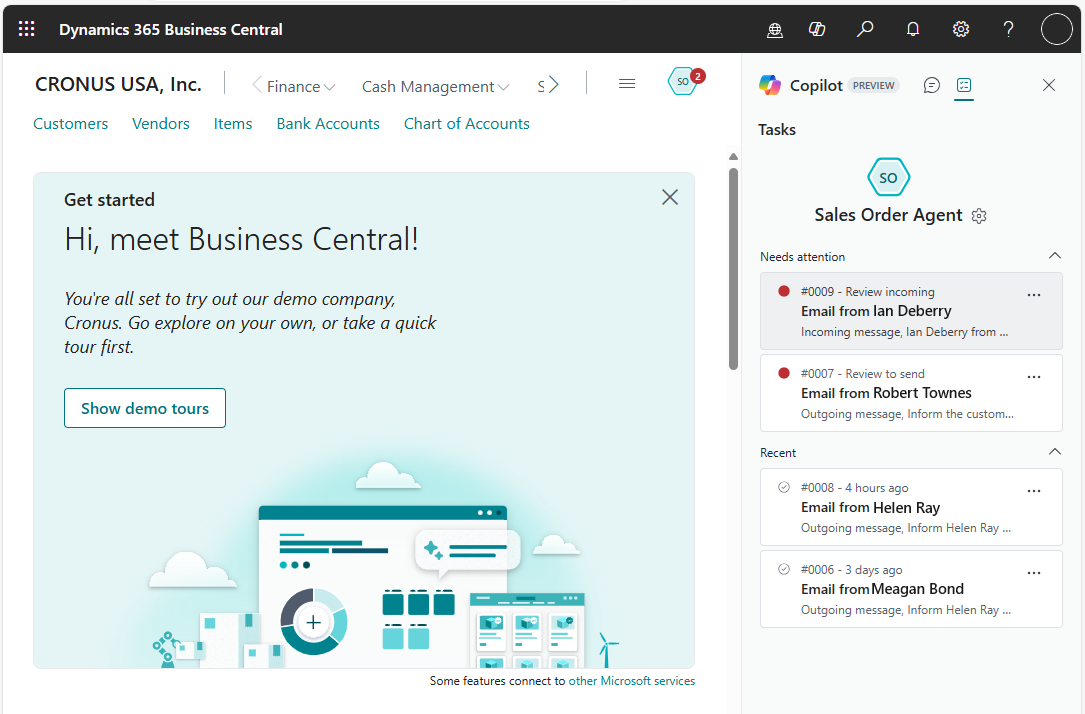 Dynamics 365 Business Central
CRONUS USA, Inc.
Finance
Cash Management
S
SO
2
Customers
Vendors
Items
Bank Accounts
Chart of Accounts
Get started
Hi, meet Business Central!
You're all set to try out our demo company,
Cronus. Go explore on your own, or take a quick
tour first.
Show demo tours
Some features connect to other Microsoft services
Copilot
PREVIEW
Tasks
SO
Sales Order Agent
Needs attention
#0009 - Review incoming
Email from Ian Deberry
Incoming message, Ian Deberry from ...
#0007 - Review to send
Email from Robert Townes
Outgoing message, Inform the custom...
Recent
#0008 - 4 hours ago
Email from Helen Ray
Outgoing message, Inform Helen Ray ...
#0006 - 3 days ago
Email from Meagan Bond
Outgoing message, Inform Helen Ray ...